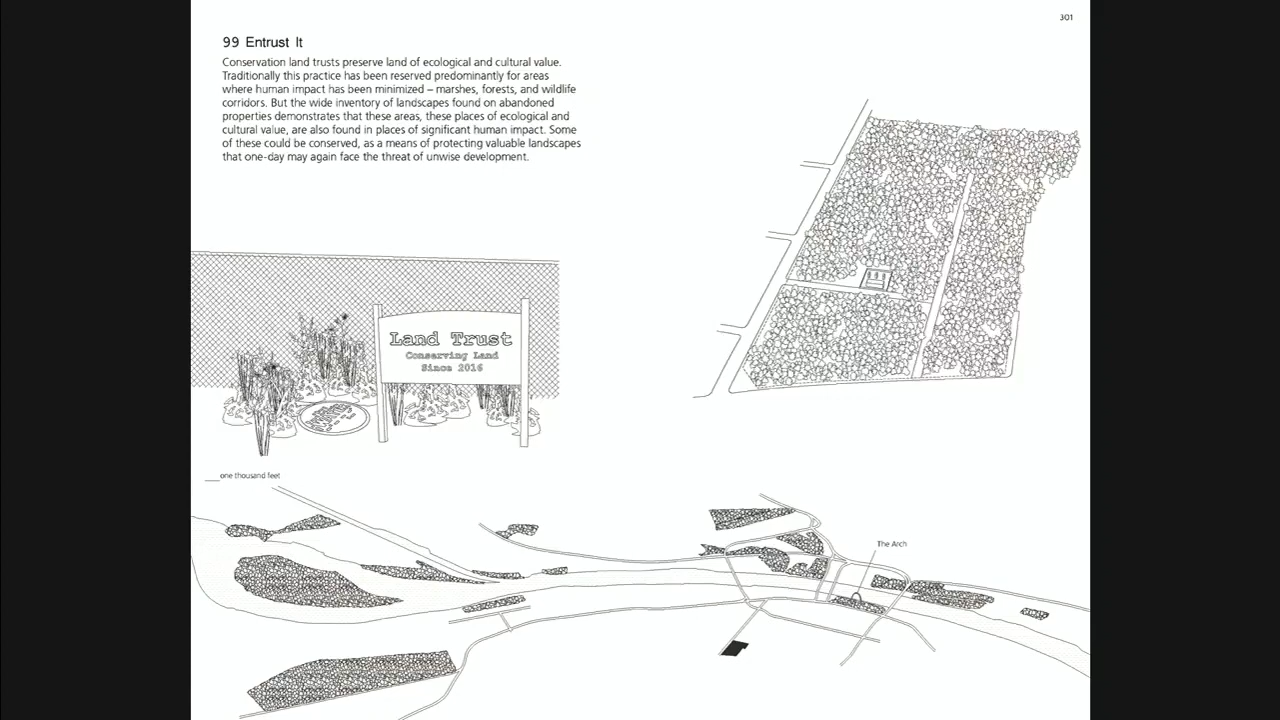 301
99 Entrust It
Conservation land trusts preserve land of ecological and cultural value.
Traditionally this practice has been reserved predominantly for areas
where human impact has been minimized – marshes, forests, and wildlife
corridors. But the wide inventory of landscapes found on abandoned
properties demonstrates that these areas, these places of ecological and
cultural value, are also found in places of significant human impact. Some
of these could be conserved, as a means of protecting valuable landscapes
that one-day may again face the threat of unwise development.
Land Trust
Conserving Land
Since 2016
one thousand feet
The Arch